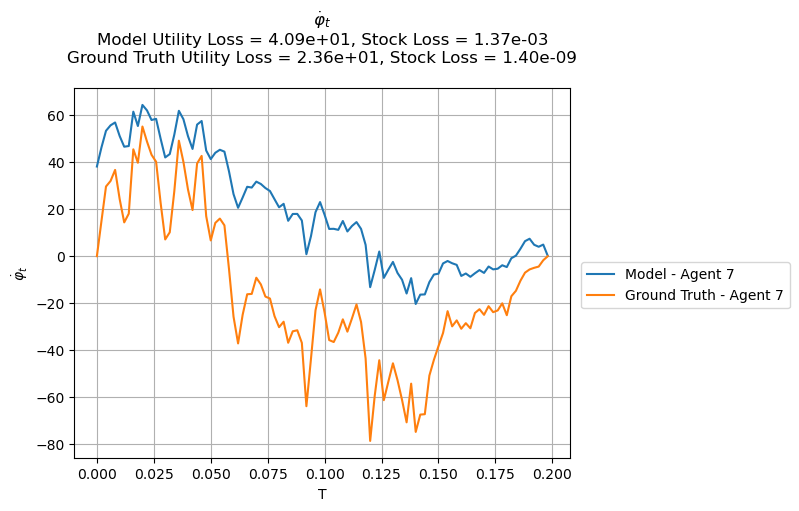 φ̇ₜ
Model Utility Loss = 4.09e+01, Stock Loss = 1.37e-03
Ground Truth Utility Loss = 2.36e+01, Stock Loss = 1.40e-09
60
40
20
0
−20
−40
−60
−80
φ̇ₜ
0.000 0.025 0.050 0.075 0.100 0.125 0.150 0.175 0.200
T
Model - Agent 7
Ground Truth - Agent 7